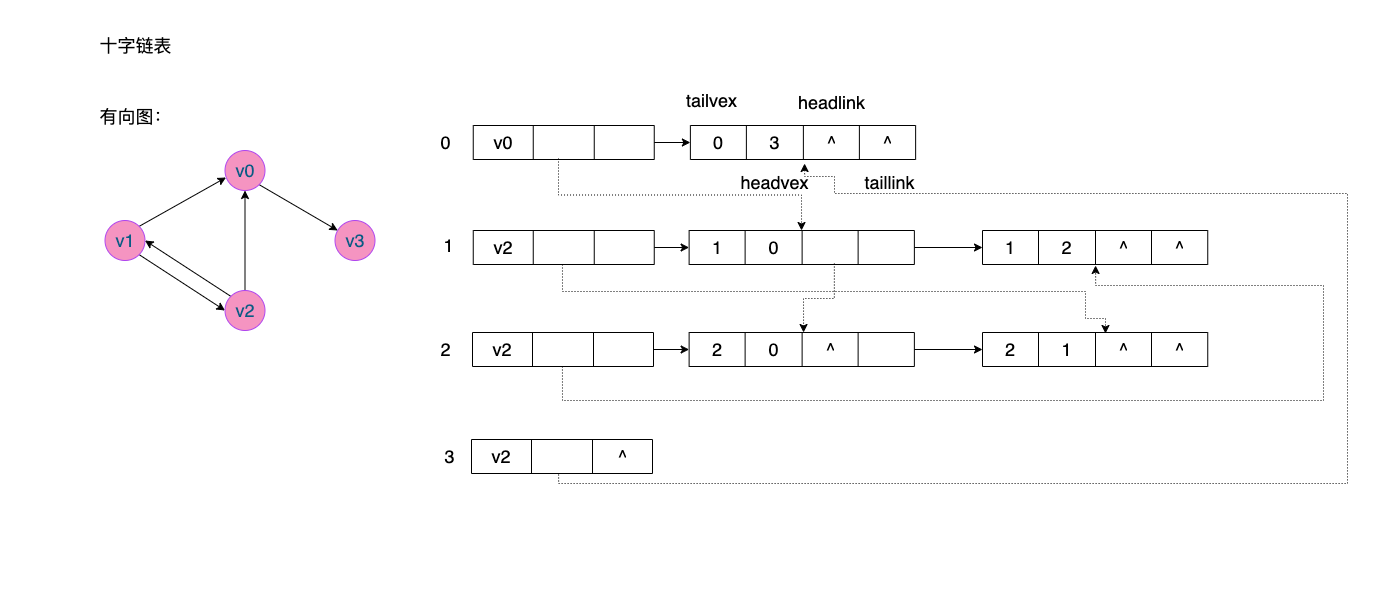 十字链表
有向图：
v0
v1
v3
v2
tailvex headlink
0 v0 0 3 ^ ^
headvex taillink
1 v2 1 0 1 2 ^ ^
2 v2 2 0 ^ 2 1 ^ ^
3 v2 ^